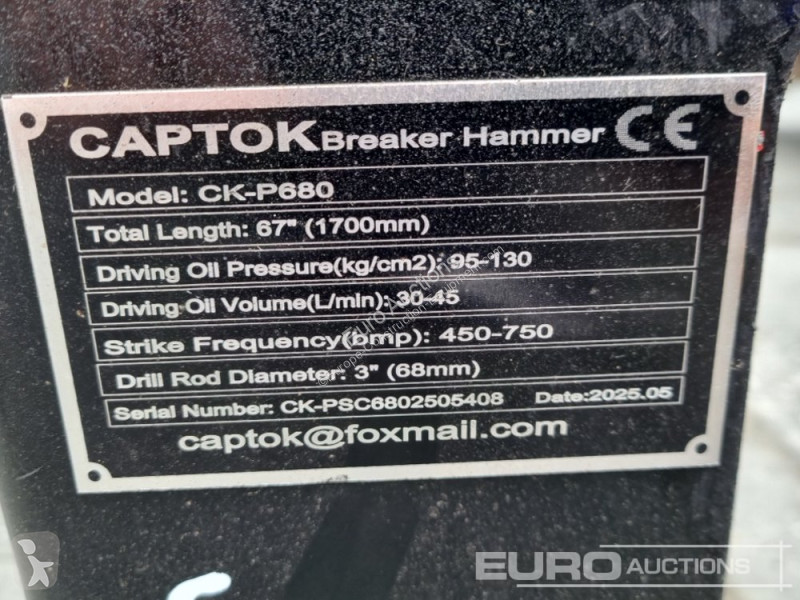 CAPTOK Breaker Hammer CE
Model: CK-P680
Total Length: 67" (1700mm)
Driving Oil Pressure(kg/cm2): 95-130
Driving Oil Volume(L/min): 30-45
Strike Frequency(bmp): 450-750
Drill Rod Diameter: 3" (68mm)
Serial Number: CK-PSC6802505408 Date:2025.05
captok@foxmail.com
EURO AUCTIONS